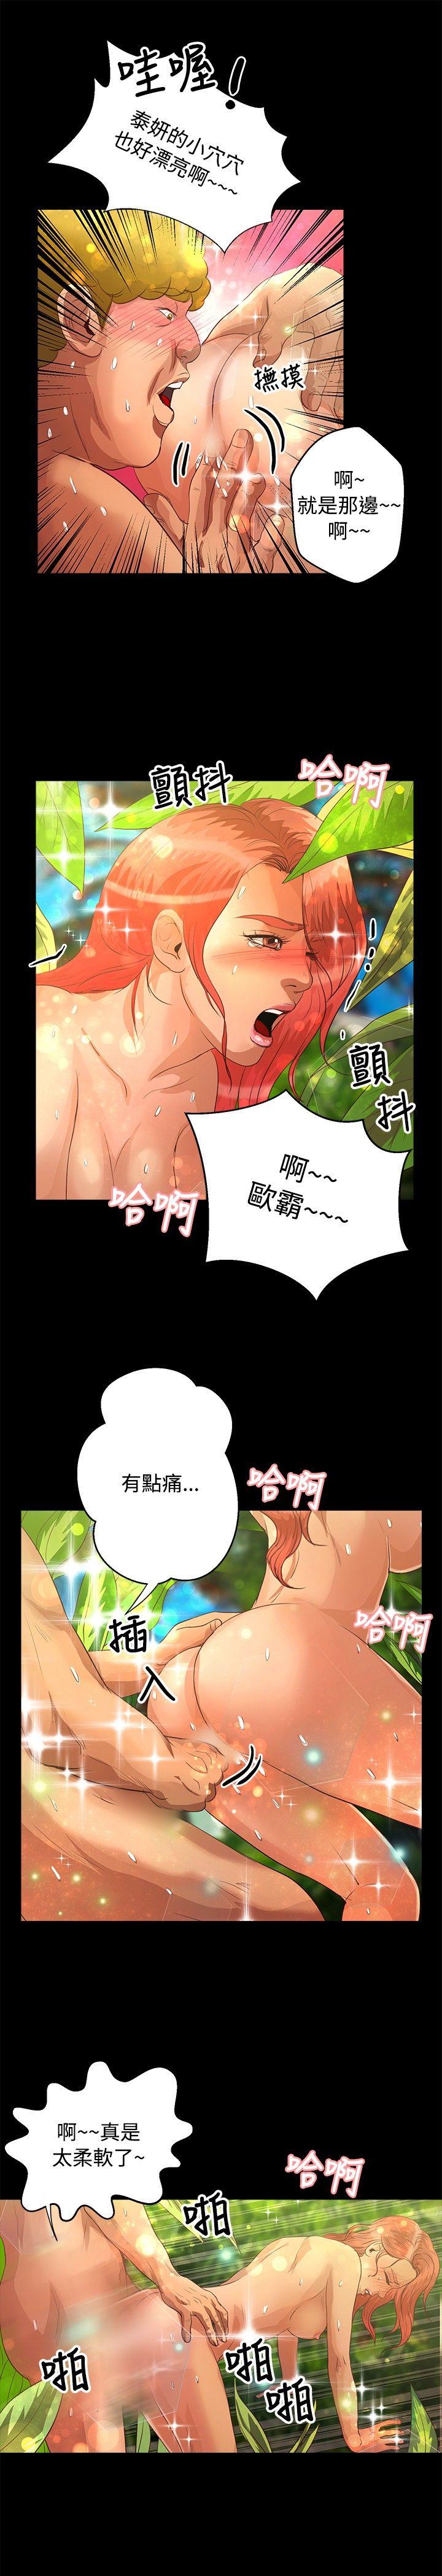 哇喔！
泰妍的小穴穴
也好漂亮啊~~~
撫摸
啊~
就是那邊~~
啊~~
哈啊
顫抖
顫抖
啊~~
歐霸~~~
哈啊
有點痛...
哈啊
哈啊
插入
啊~~真是
太柔軟了~
哈啊
啪
啪
啪
啪